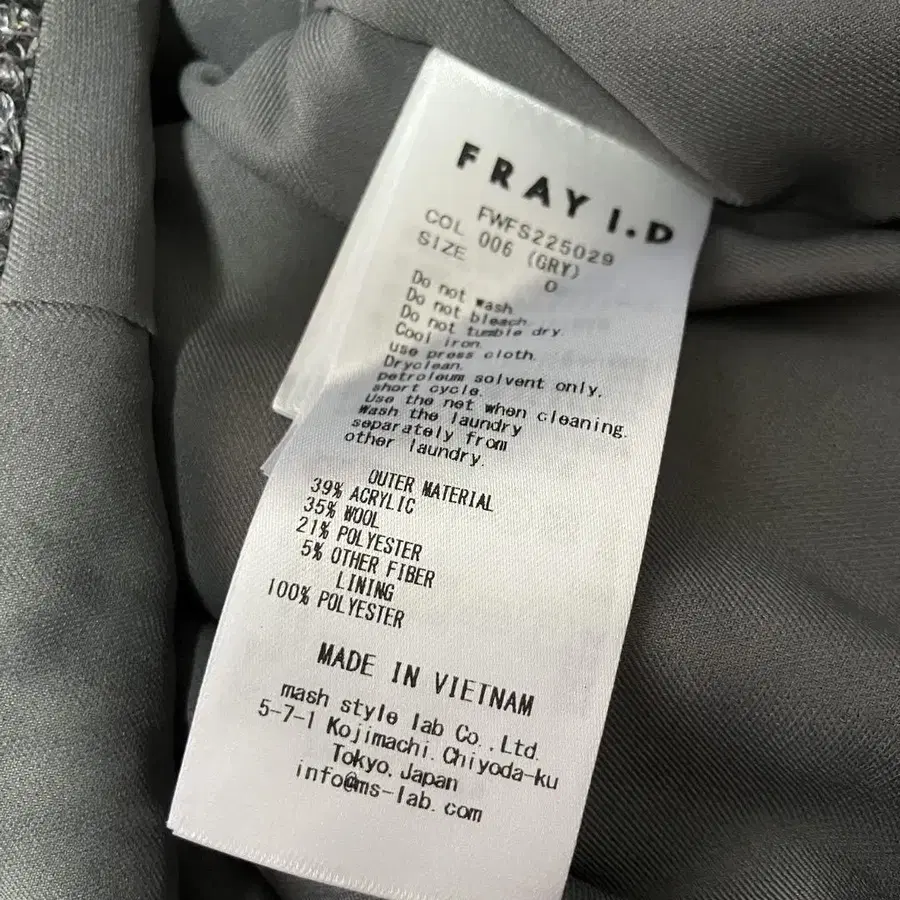 FRAY I.D
FWFS225029
COL 006 (GRY)
SIZE 0
Do not wash.
Do not bleach.
Do not tumble dry.
Cool iron.
Use press cloth.
Dryclean.
petroleum solvent only.
short cycle.
Use the net when cleaning.
Wash the laundry
separately from
other laundry.
OUTER MATERIAL
39% ACRYLIC
35% WOOL
21% POLYESTER
5% OTHER FIBER
LINING
100% POLYESTER
MADE IN VIETNAM
mash style lab Co.,Ltd.
5-7-1 Kojimachi.Chiyoda-ku
Tokyo.Japan
info@ms-lab.com